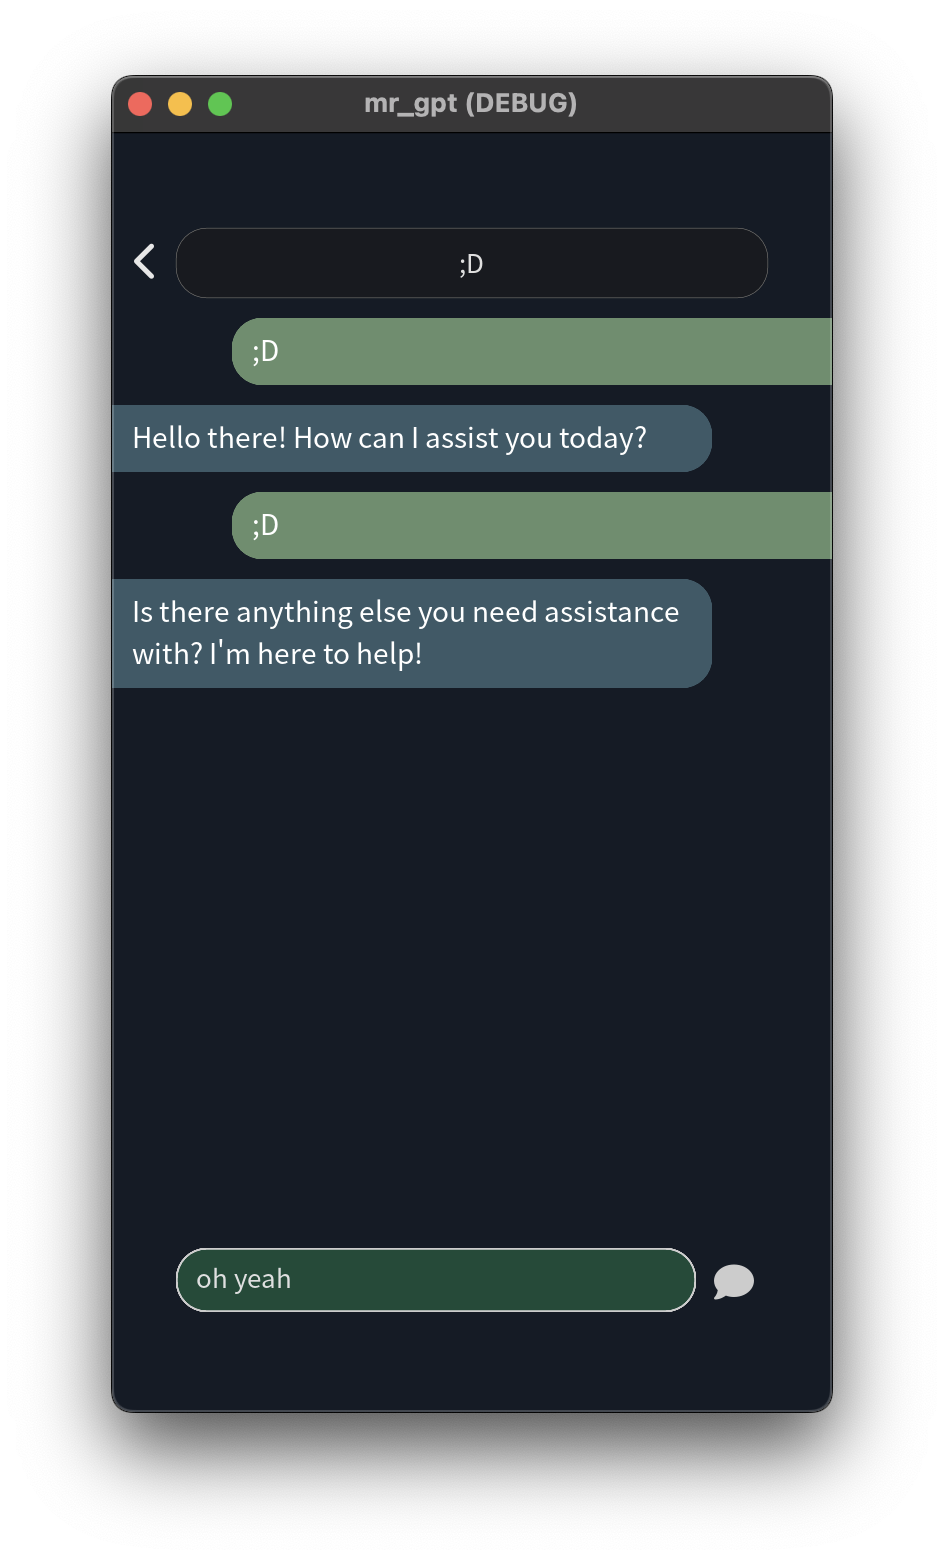 mr_gpt (DEBUG)
;D
;D
Hello there! How can I assist you today?
;D
Is there anything else you need assistance
with? I'm here to help!
oh yeah